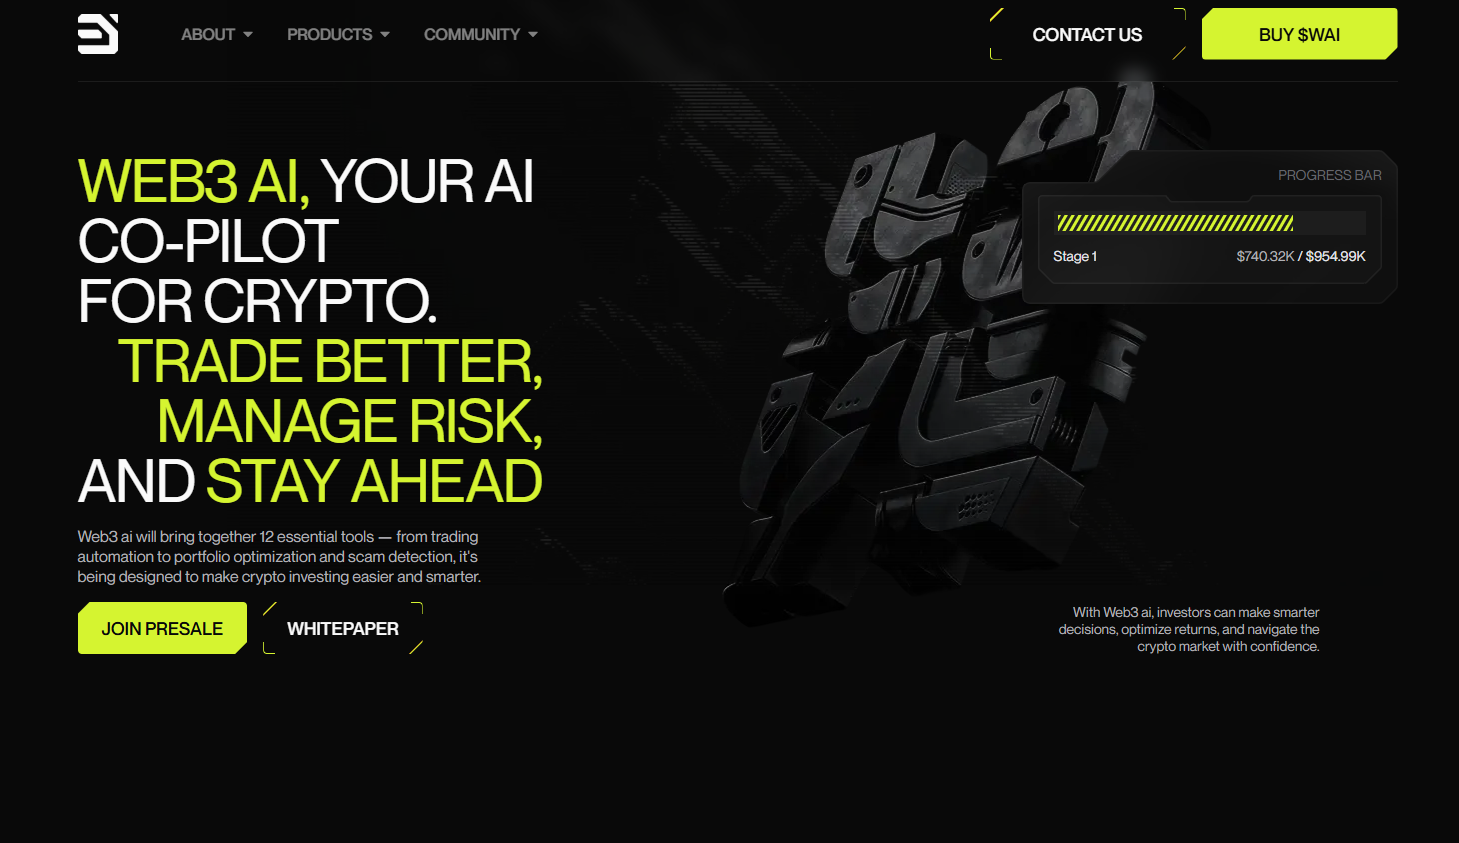 ABOUT PRODUCTS COMMUNITY CONTACT US BUY $WAI
WEB3 AI, YOUR AI
CO-PILOT
FOR CRYPTO.
TRADE BETTER,
MANAGE RISK,
AND STAY AHEAD
Web3 ai will bring together 12 essential tools — from trading
automation to portfolio optimization and scam detection, it's
being designed to make crypto investing easier and smarter.
JOIN PRESALE WHITEPAPER
PROGRESS BAR
Stage 1 $740.32K / $954.99K
With Web3 ai, investors can make smarter
decisions, optimize returns, and navigate the
crypto market with confidence.